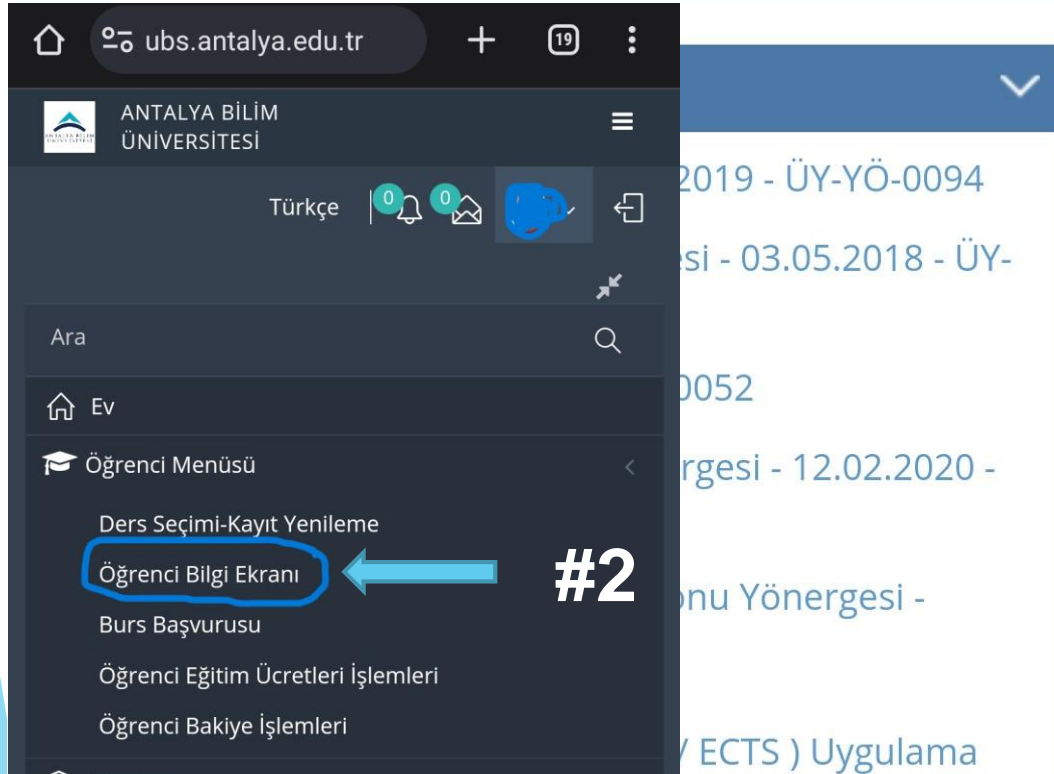 ubs.antalya.edu.tr
19
ANTALYA BİLİM
ÜNİVERSİTESİ
Türkçe
0
0
Ara
Ev
Öğrenci Menüsü
Ders Seçimi-Kayıt Yenileme
Öğrenci Bilgi Ekranı
#2
Burs Başvurusu
Öğrenci Eğitim Ücretleri İşlemleri
Öğrenci Bakiye İşlemleri
2019 - ÜY-YÖ-0094
esi - 03.05.2018 - ÜY-
0052
rgesi - 12.02.2020 -
onu Yönergesi -
/ ECTS ) Uygulama